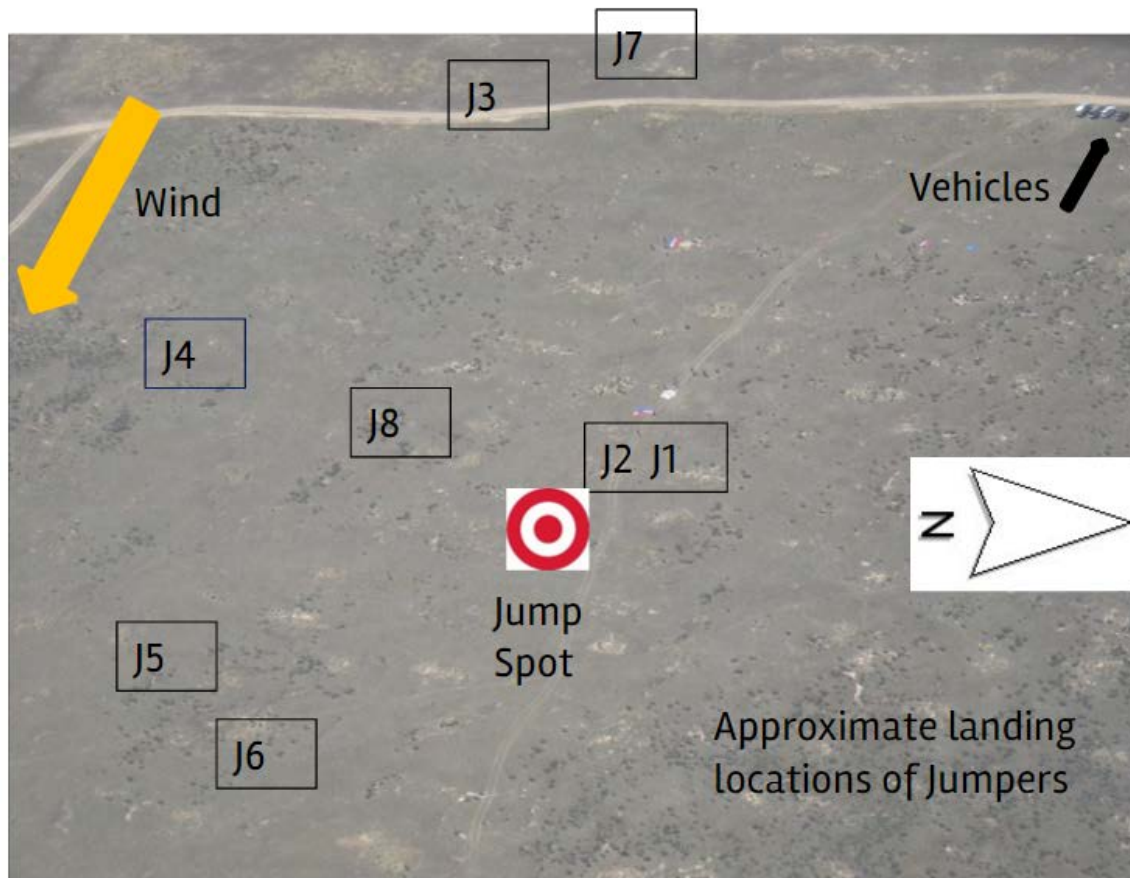 J7
J3
Wind
Vehicles
J4
J8
J2 J1
N
Jump
Spot
J5
J6
Approximate landing
locations of Jumpers